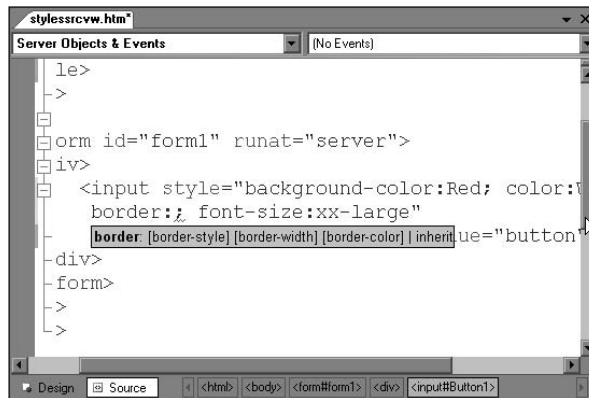 stylessrcvw.htm*
Server Objects & Events (No Events)
le>
>
orm id="form1" runat="server">
iv>
<input style="background-color:Red; color:
border:; font-size:xx-large"
border: [border-style] [border-width] [border-color] | inherit ue="button"
div>
form>
>
>
Design Source <html> <body> <form#form1> <div> <input#Button1>